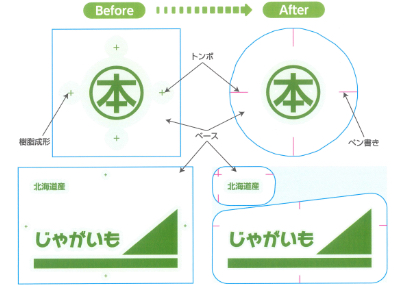 Before After
本 本
トンボ
樹脂成形 ベース ペン書き
北海道産 北海道産
じゃがいも じゃがいも